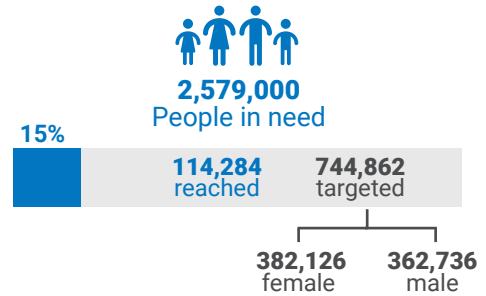 2,579,000
People in need
15%
114,284
reached
744,862
targeted
382,126
female
362,736
male